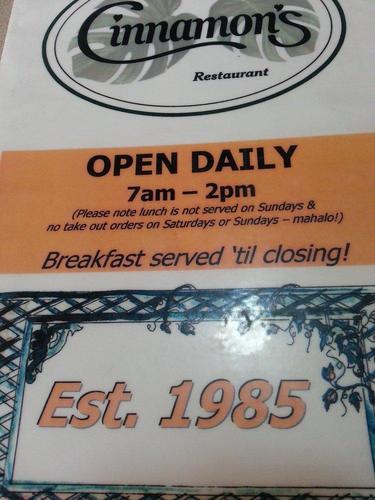 Cinnamon's
Restaurant
OPEN DAILY
7am – 2pm
(Please note lunch is not served on Sundays &
no take out orders on Saturdays or Sundays – mahalo!)
Breakfast served 'til closing!
Est. 1985